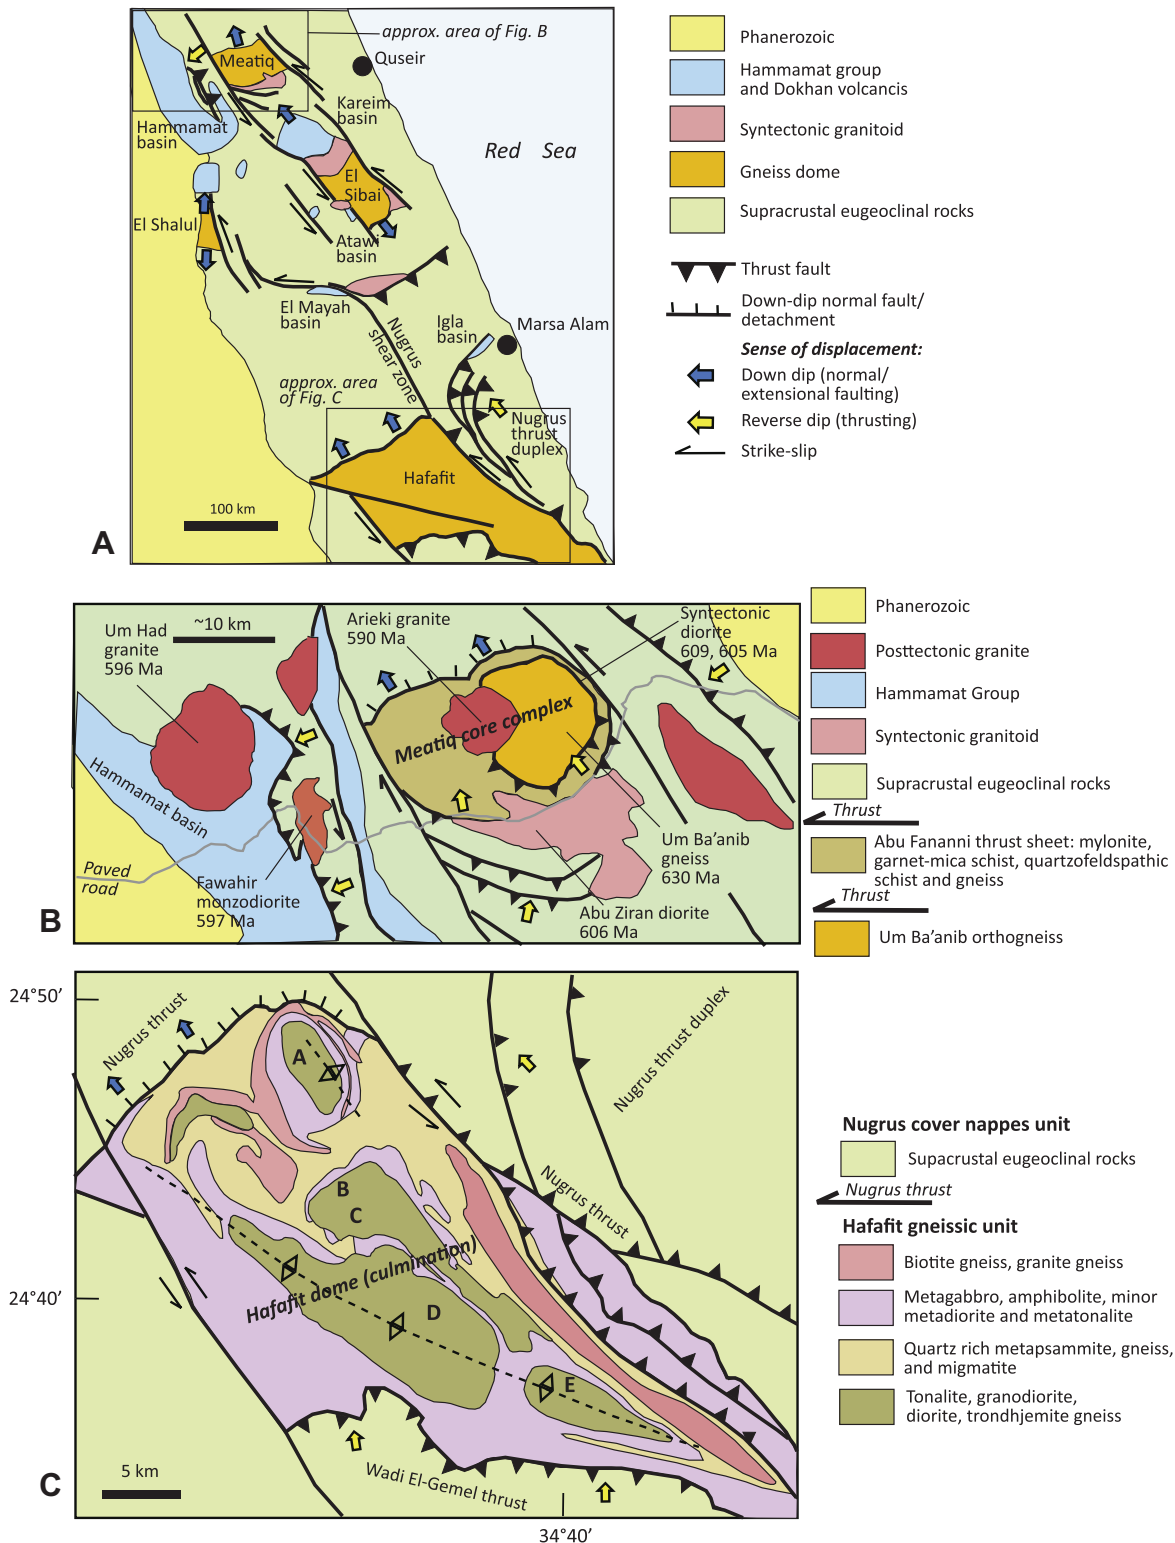 approx. area of Fig. B
Meatiq
Quseir
Kareim
basin
Hammamat
basin
Red Sea
El
Sibai
El Shalul
Atawi
basin
El Mayah
basin
Nugrus
shear zone
Igla
basin
Marsa Alam
approx. area
of Fig. C
Nugrus
thrust
duplex
Hafafit
100 km
A
Phanerozoic
Hammamat group
and Dokhan volcancis
Syntectonic granitoid
Gneiss dome
Supracrustal eugeoclinal rocks
Thrust fault
Down-dip normal fault/
detachment
Sense of displacement:
Down dip (normal/
extensional faulting)
Reverse dip (thrusting)
Strike-slip
Um Had
granite
596 Ma
~10 km
Arieki granite
590 Ma
Syntectonic
diorite
609, 605 Ma
Meatiq core complex
Hammamat basin
Paved
road
Fawahir
monzodiorite
597 Ma
Um Ba’anib
gneiss
630 Ma
Abu Ziran diorite
606 Ma
B
Phanerozoic
Posttectonic granite
Hammamat Group
Syntectonic granitoid
Supracrustal eugeoclinal rocks
Thrust
Abu Fananni thrust sheet: mylonite,
garnet-mica schist, quartzofeldspathic
schist and gneiss
Thrust
Um Ba’anib orthogneiss
24°50’
24°40’
Nugrus thrust
Nugrus thrust duplex
Nugrus thrust
A
B
C
D
E
Hafafit dome (culmination)
5 km
Wadi El-Gemel thrust
34°40’
C
Nugrus cover nappes unit
Supacrustal eugeoclinal rocks
Nugrus thrust
Hafafit gneissic unit
Biotite gneiss, granite gneiss
Metagabbro, amphibolite, minor
metadiorite and metatonalite
Quartz rich metapsammite, gneiss,
and migmatite
Tonalite, granodiorite,
diorite, trondhjemite gneiss